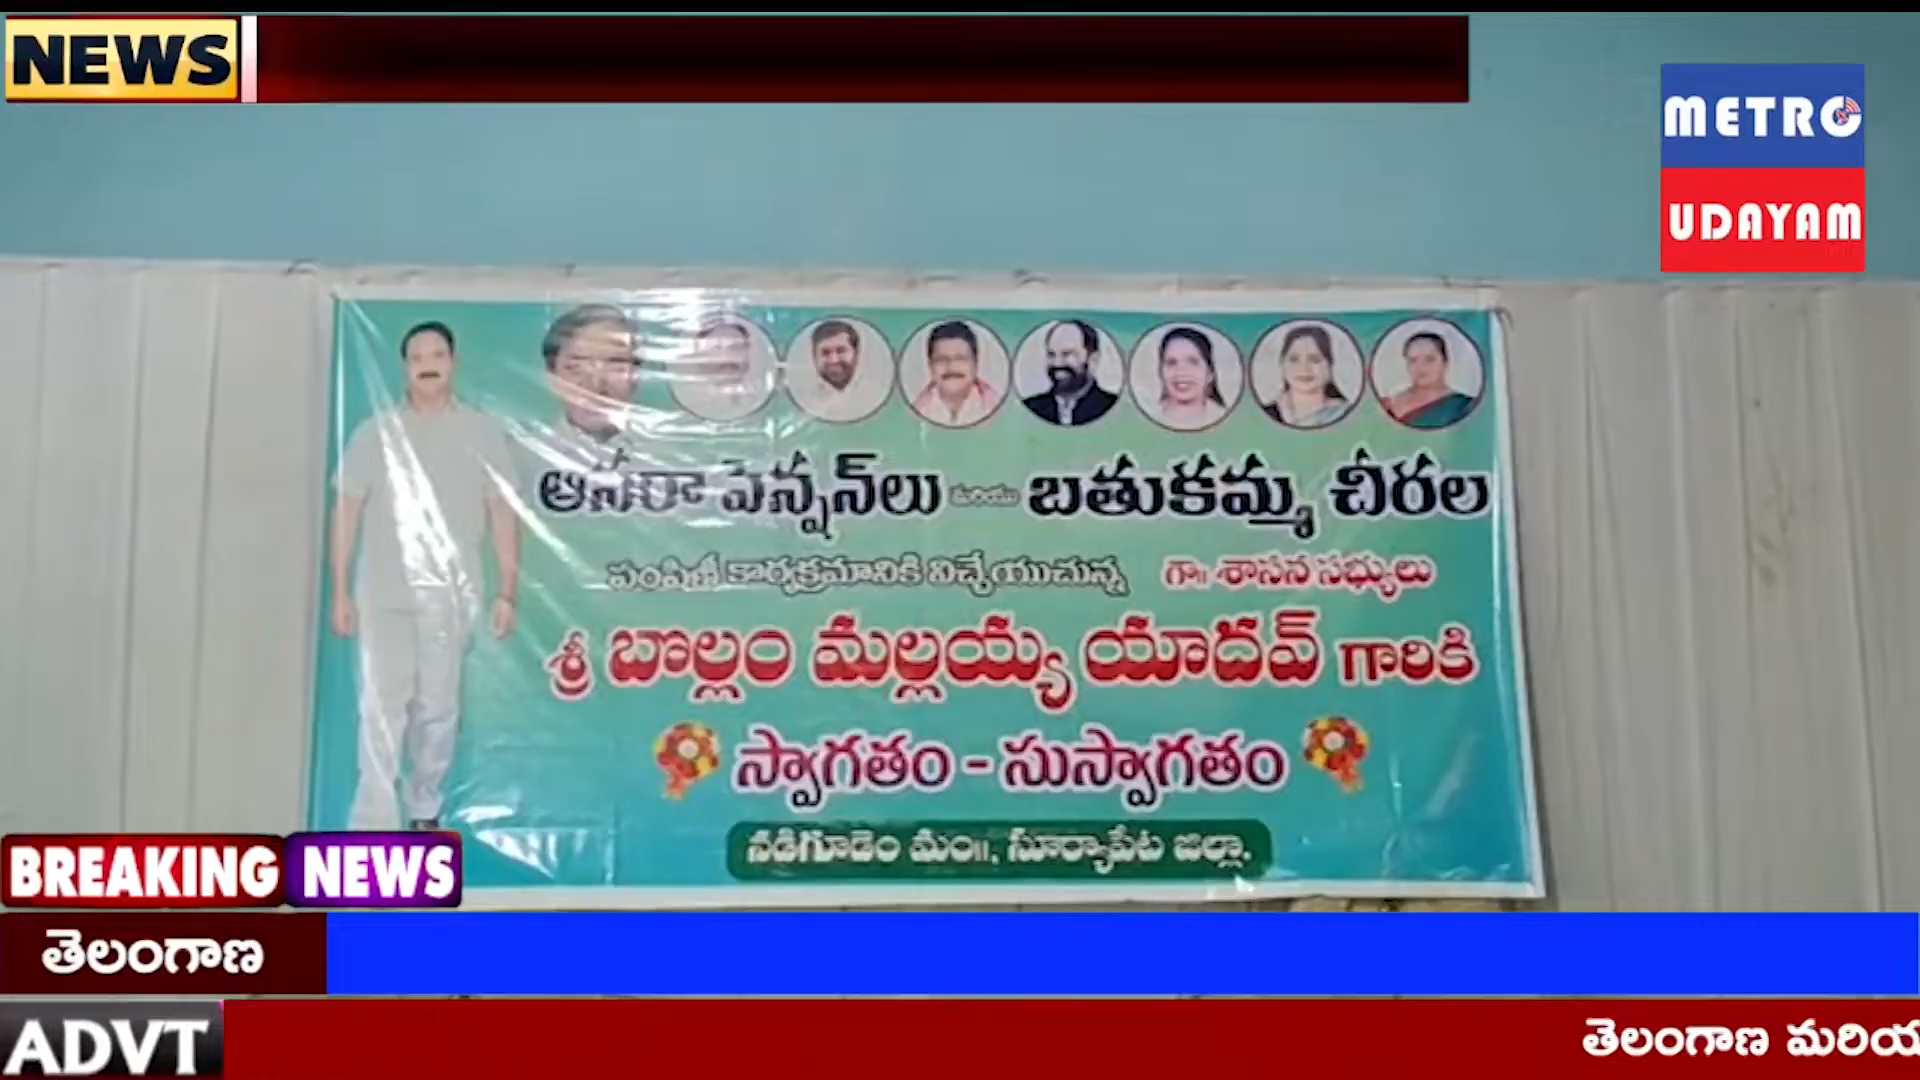 NEWS
METRO
UDAYAM
ఆసరా పెన్షన్‌లు మరియు బతుకమ్మ చీరల
పంపిణీ కార్యక్రమానికి విచ్చేయుచున్న గౌ॥ శాసన సభ్యులు
శ్రీ బొల్లం మల్లయ్య యాదవ్ గారికి
స్వాగతం - సుస్వాగతం
నడిగూడెం మం॥, సూర్యాపేట జిల్లా.
BREAKING NEWS
తెలంగాణ
ADVT
తెలంగాణ మరియ